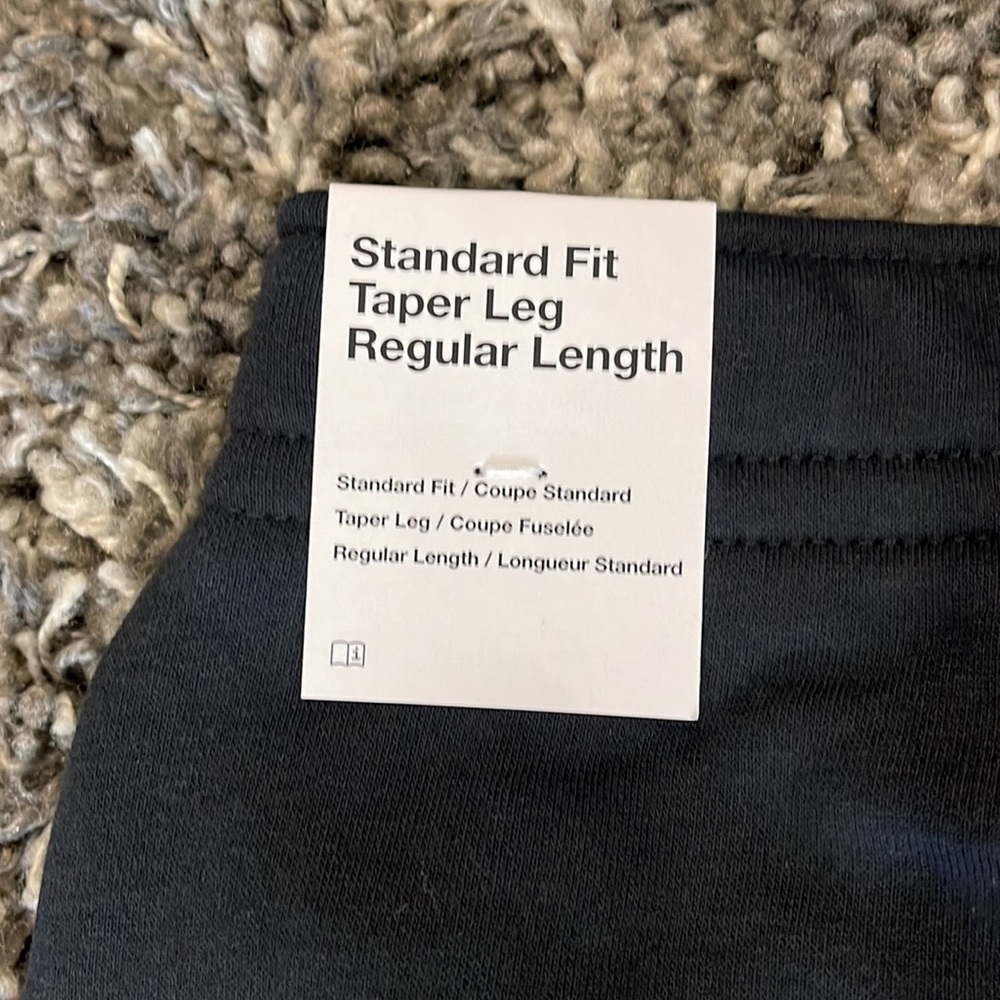 Standard Fit
Taper Leg
Regular Length
Standard Fit / Coupe Standard
Taper Leg / Coupe Fuselée
Regular Length / Longueur Standard
i